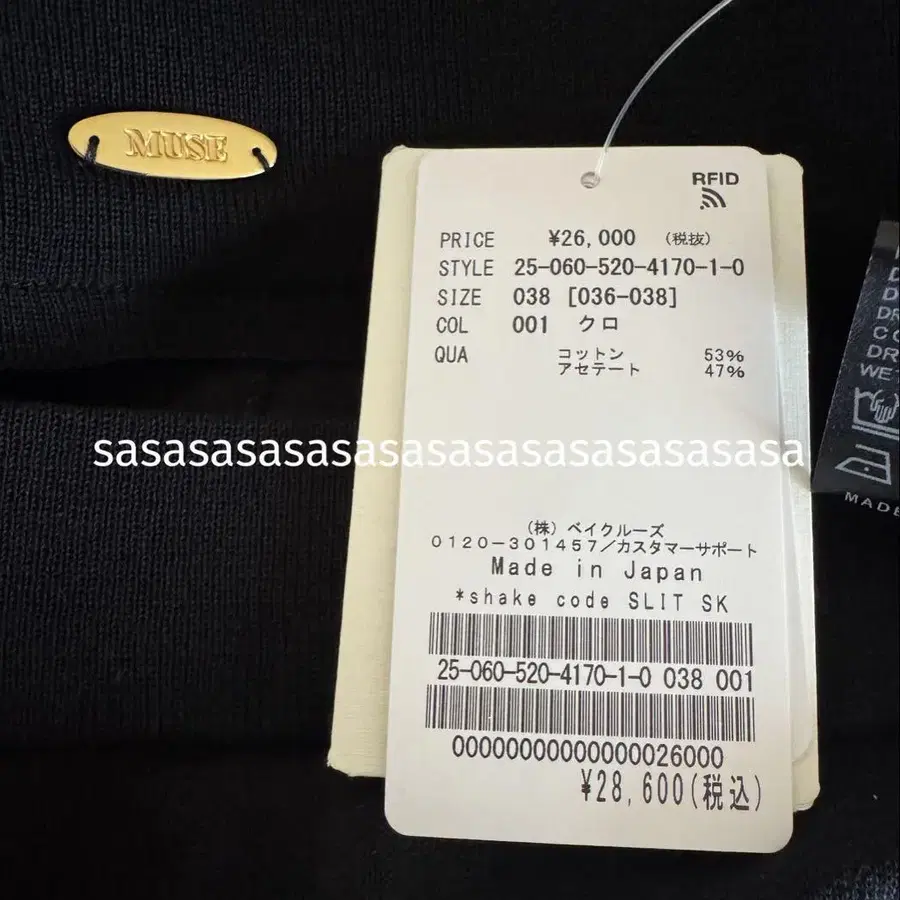 MUSE
RFID
PRICE ¥26,000 (税抜)
STYLE 25-060-520-4170-1-0
SIZE 038 [036-038]
COL 001 クロ
QUA コットン 53%
アセテート 47%
sasasasasasasasasasasasasasasasasa
(株) ベイクルーズ
0120-301457/カスタマーサポート
Made in Japan
*shake code SLIT SK
25-060-520-4170-1-0 038 001
00000000000000026000
¥28,600(税込)
WE
MADE